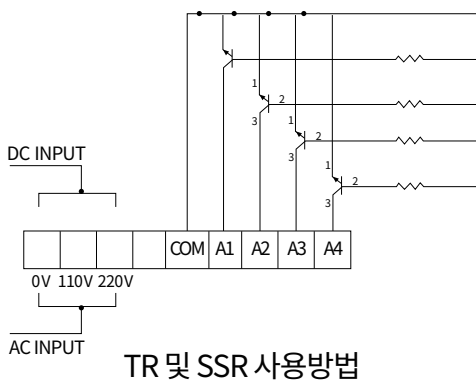 1
2
3
1
2
3
1
2
3
DC INPUT
COM A1 A2 A3 A4
0V 110V 220V
AC INPUT
TR 및 SSR 사용방법